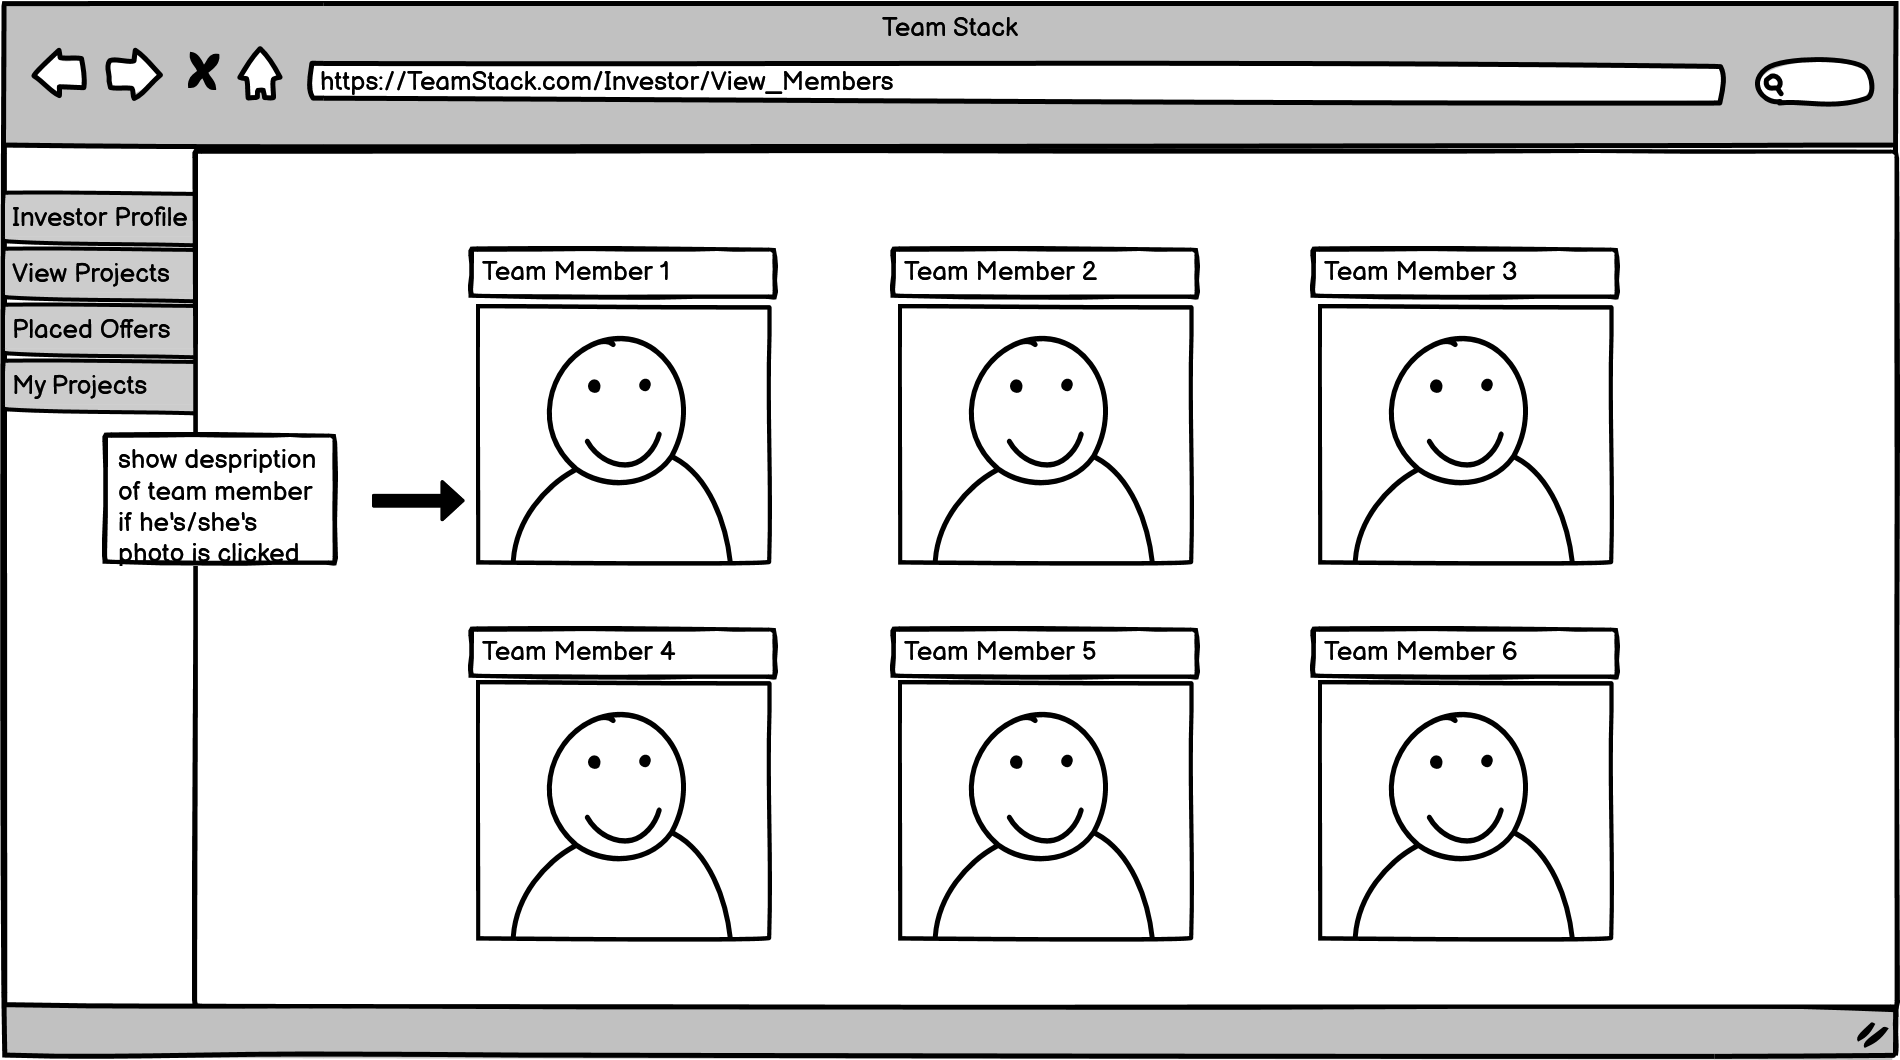 Team Stack
https://TeamStack.com/Investor/View_Members
Investor Profile
View Projects
Placed Offers
My Projects
show despription
of team member
if he's/she's
photo is clicked
Team Member 1
Team Member 2
Team Member 3
Team Member 4
Team Member 5
Team Member 6